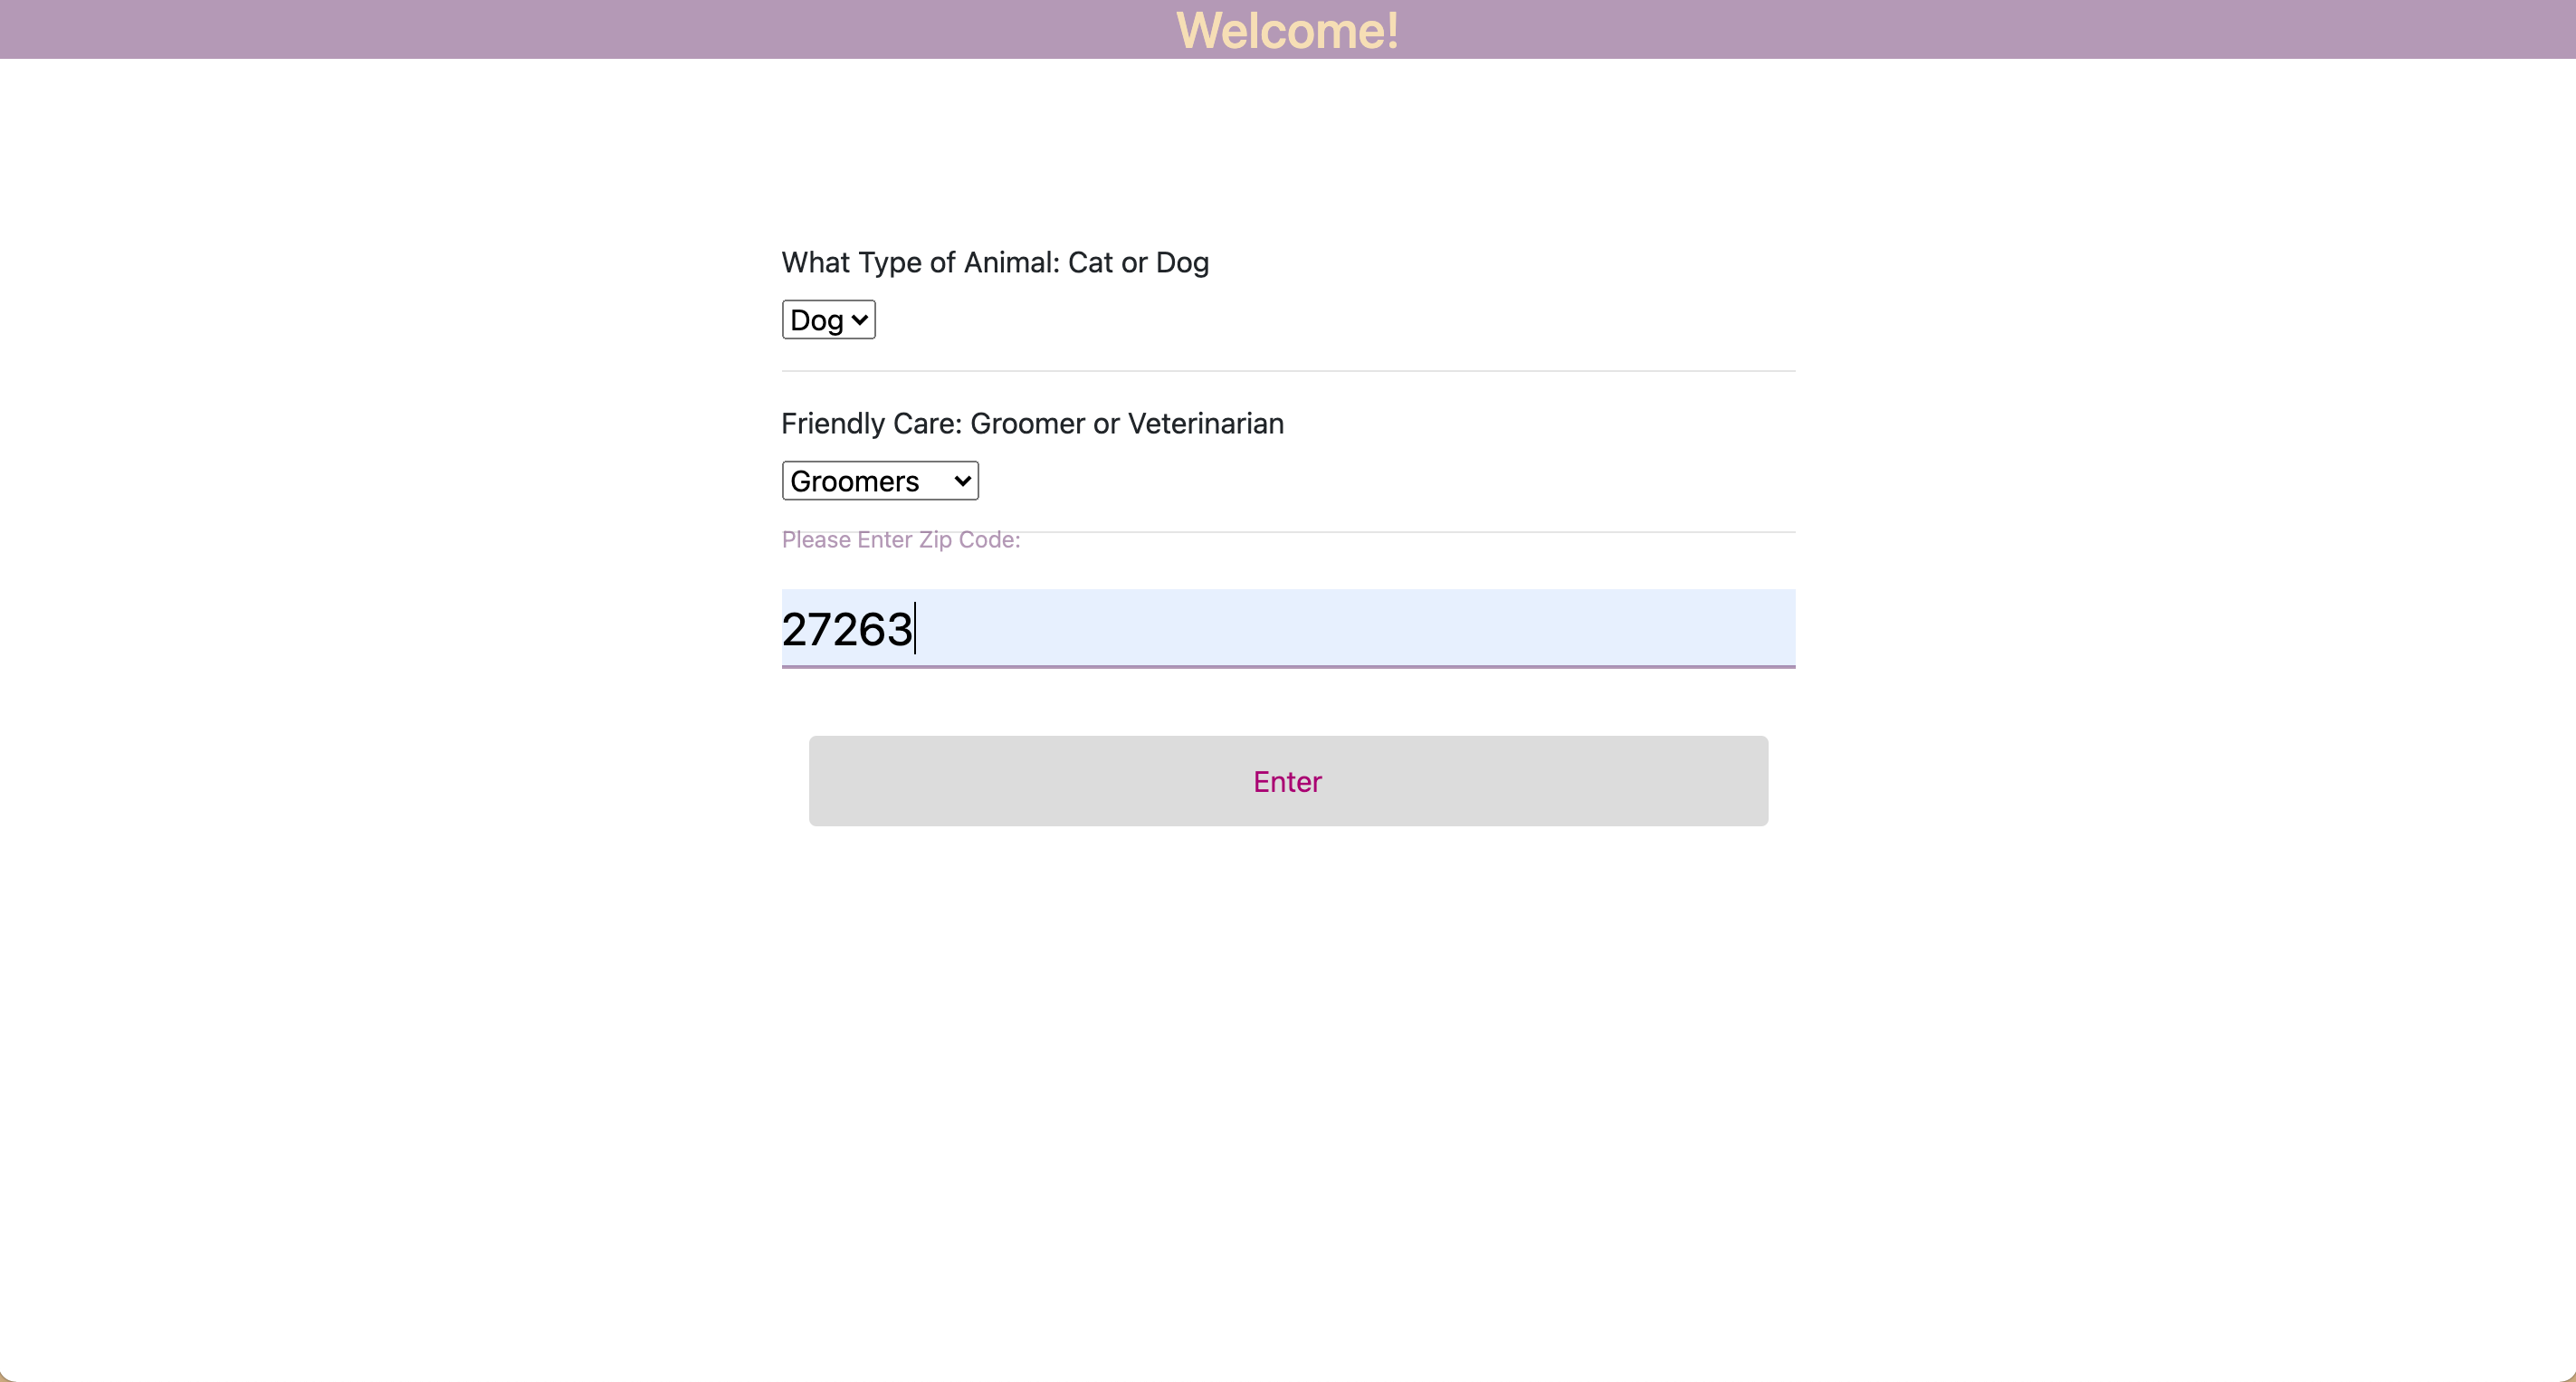 Welcome!
What Type of Animal: Cat or Dog
Dog
Friendly Care: Groomer or Veterinarian
Groomers
Please Enter Zip Code:
27263
Enter